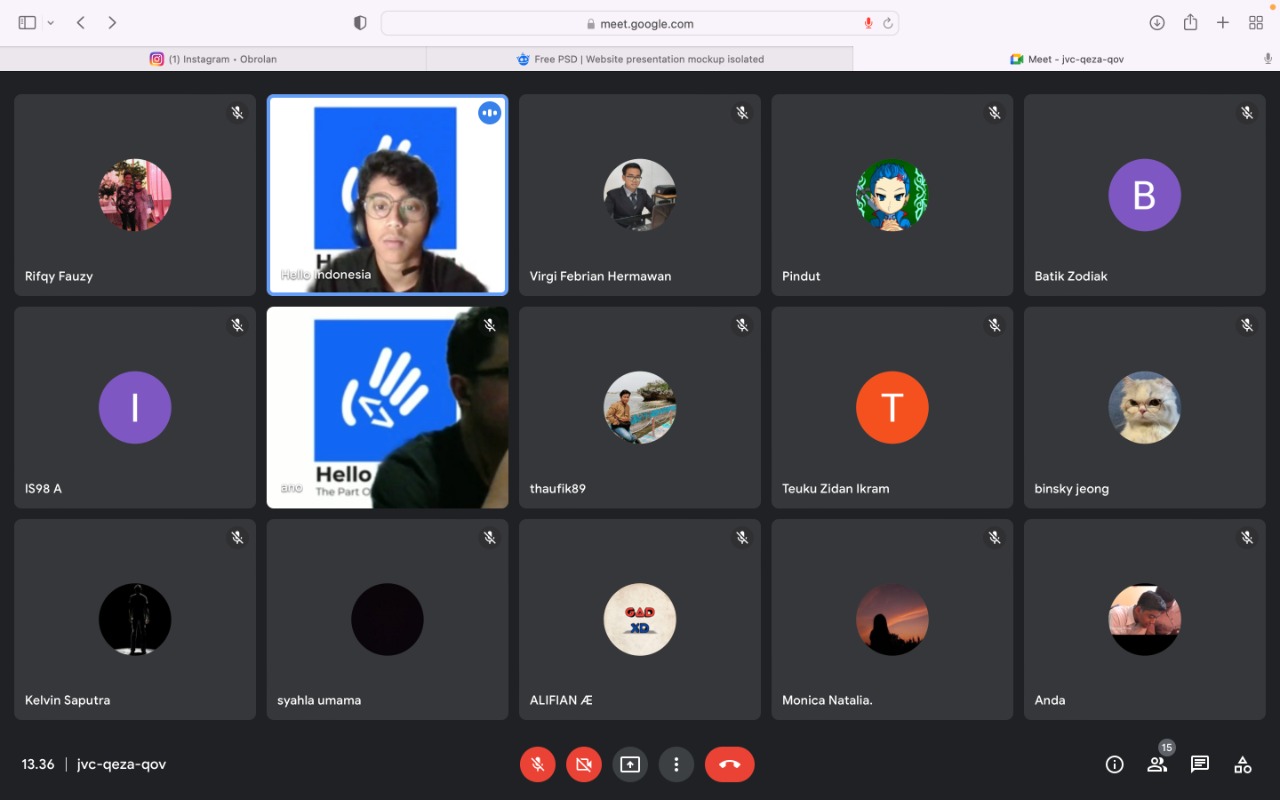 meet.google.com
(1) Instagram • Obrolan
Free PSD | Website presentation mockup isolated
Meet - jvc-qeza-qov
Rifqy Fauzy
Hello Indonesia
Virgi Febrian Hermawan
Pindut
B
Batik Zodiak
I
IS98 A
Hello
The Part O
ano
thaufik89
T
Teuku Zidan Ikram
binsky jeong
Kelvin Saputra
syahla umama
GAD
XD
ALIFIAN Æ
Monica Natalia.
Anda
13.36 | jvc-qeza-qov
15